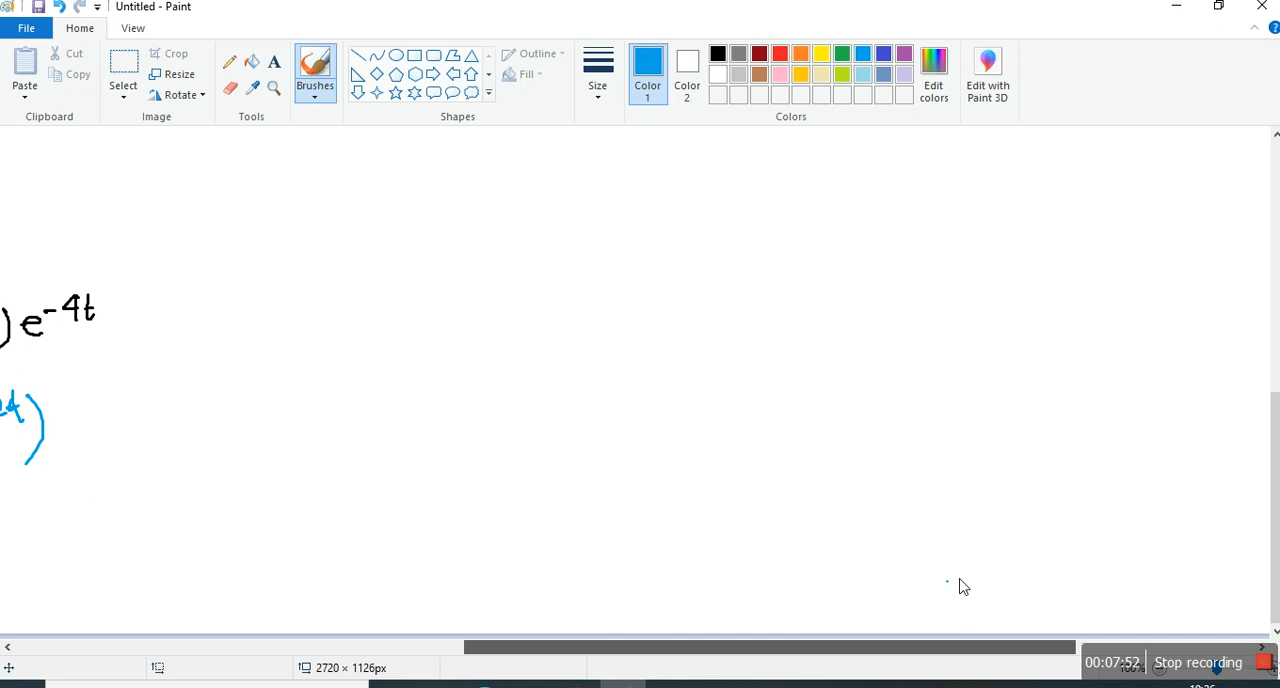 Untitled - Paint
File Home View
Paste
Cut
Copy
Clipboard
Select
Crop
Resize
Rotate
Image
Tools
Brushes
Shapes
Outline
Fill
Size
Color 1
Color 2
Colors
Edit colors
Edit with Paint 3D
) e^-4t
)
2720 × 1126px
100%
00:07:52 Stop recording